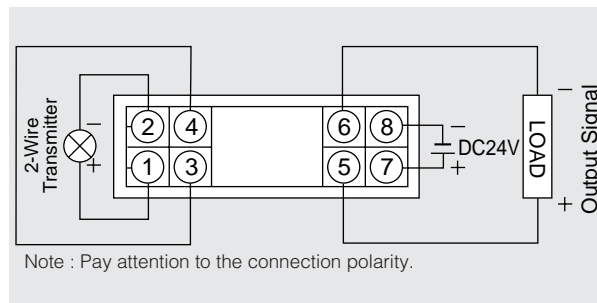 2-Wire
Transmitter
−
+
2 4
1 3
6 8
5 7
−
DC24V
+
LOAD
−
Output Signal
+
Note : Pay attention to the connection polarity.